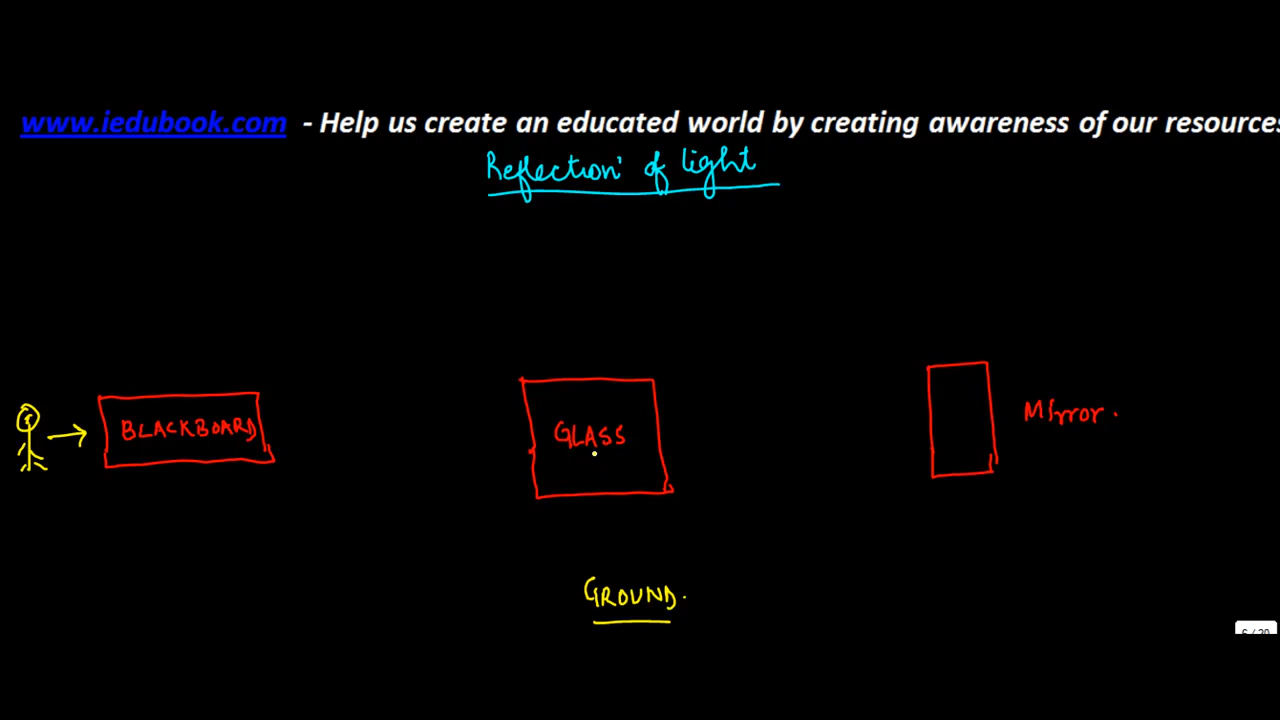 www.iedubook.com - Help us create an educated world by creating awareness of our resources
Reflection of light
BLACKBOARD
GLASS
Mirror.
GROUND.